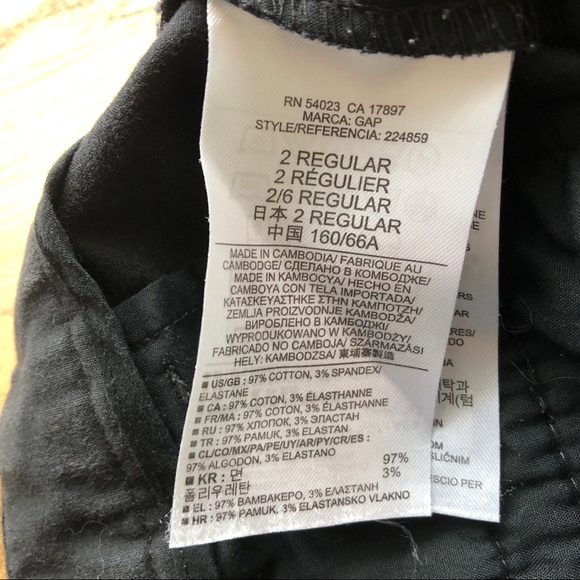 RN 54023 CA 17897
MARCA: GAP
STYLE/REFERENCIA: 224859
2 REGULAR
2 RÉGULIER
2/6 REGULAR
日本 2 REGULAR
中国 160/66A
MADE IN CAMBODIA/ FABRIQUE AU
CAMBODGE/ СДЕЛАНО В КОМБОДЖЕ/
MADE IN KAMBOÇYA/ HECHO EN
CAMBOYA CON TELA IMPORTADA/
ΚΑΤΑΣΚΕΥΑΣΤΗΚΕ ΣΤΗΝ ΚΑΜΠΟΤΖΗ/
ZEMLJA PROIZVODNJE KAMBODŽA/
ВИРОБЛЕНО В КАМБОДЖІ/
WYPRODUKOWANO W KAMBODŻY/
FABRICADO NO CAMBOJA/ SZÁRMAZÁSI
HELY: KAMBODZSA/ 柬埔寨製造
US/GB : 97% COTTON, 3% SPANDEX/
ELASTANE
CA : 97% COTON, 3% ÉLASTHANNE
FR/MA : 97% COTON, 3% ÉLASTHANNE
RU : 97% ХЛОПОК, 3% ЭЛАСТАН
TR : 97% PAMUK, 3% ELASTAN
CL/CO/MX/PA/PE/UY/AR/PY/CR/ES :
97% ALGODON, 3% ELASTANO
KR : 면 97%
폴리우레탄 3%
EL : 97% ΒΑΜΒΑΚΕΡΟ, 3% ΕΛΑΣΤΑΝΗ
HR : 97% PAMUK, 3% ELASTANSKO VLAKNO